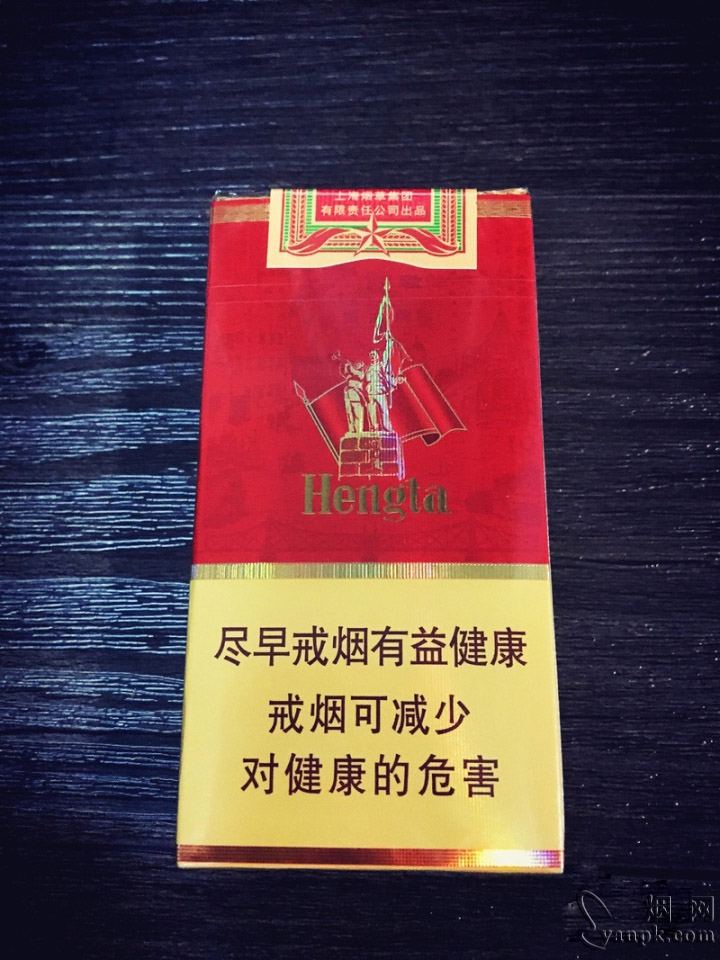 上海烟草集团
有限责任公司出品
Hengta
尽早戒烟有益健康
戒烟可减少
对健康的危害
烟网
yanpk.com